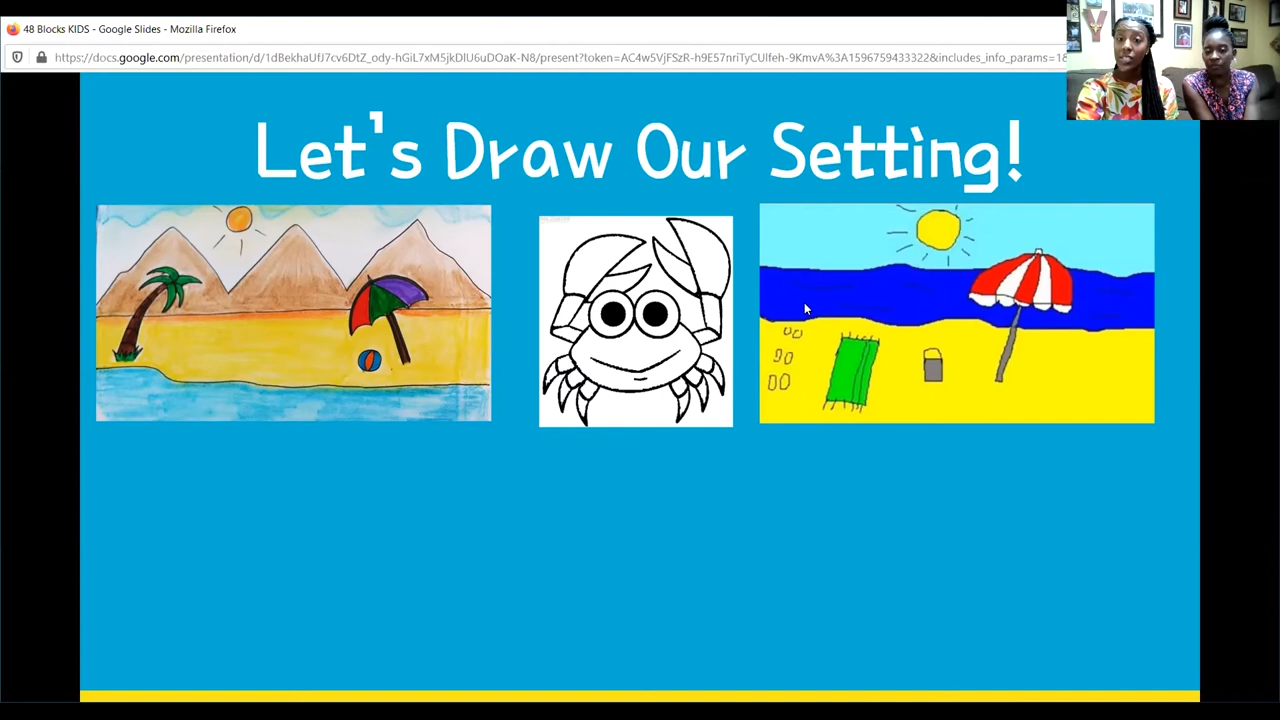 48 Blocks KIDS - Google Slides - Mozilla Firefox
https://docs.google.com/presentation/d/1dBekhaUfJ7cv6DtZ_ody-hGiL7xM5jkDlU6uDOaK-N8/present?token=AC4w5VjFSzR-h9E57nriTyCUlfeh-9KmvA%3A1596759433322&includes_info_params=1
Let's Draw Our Setting!